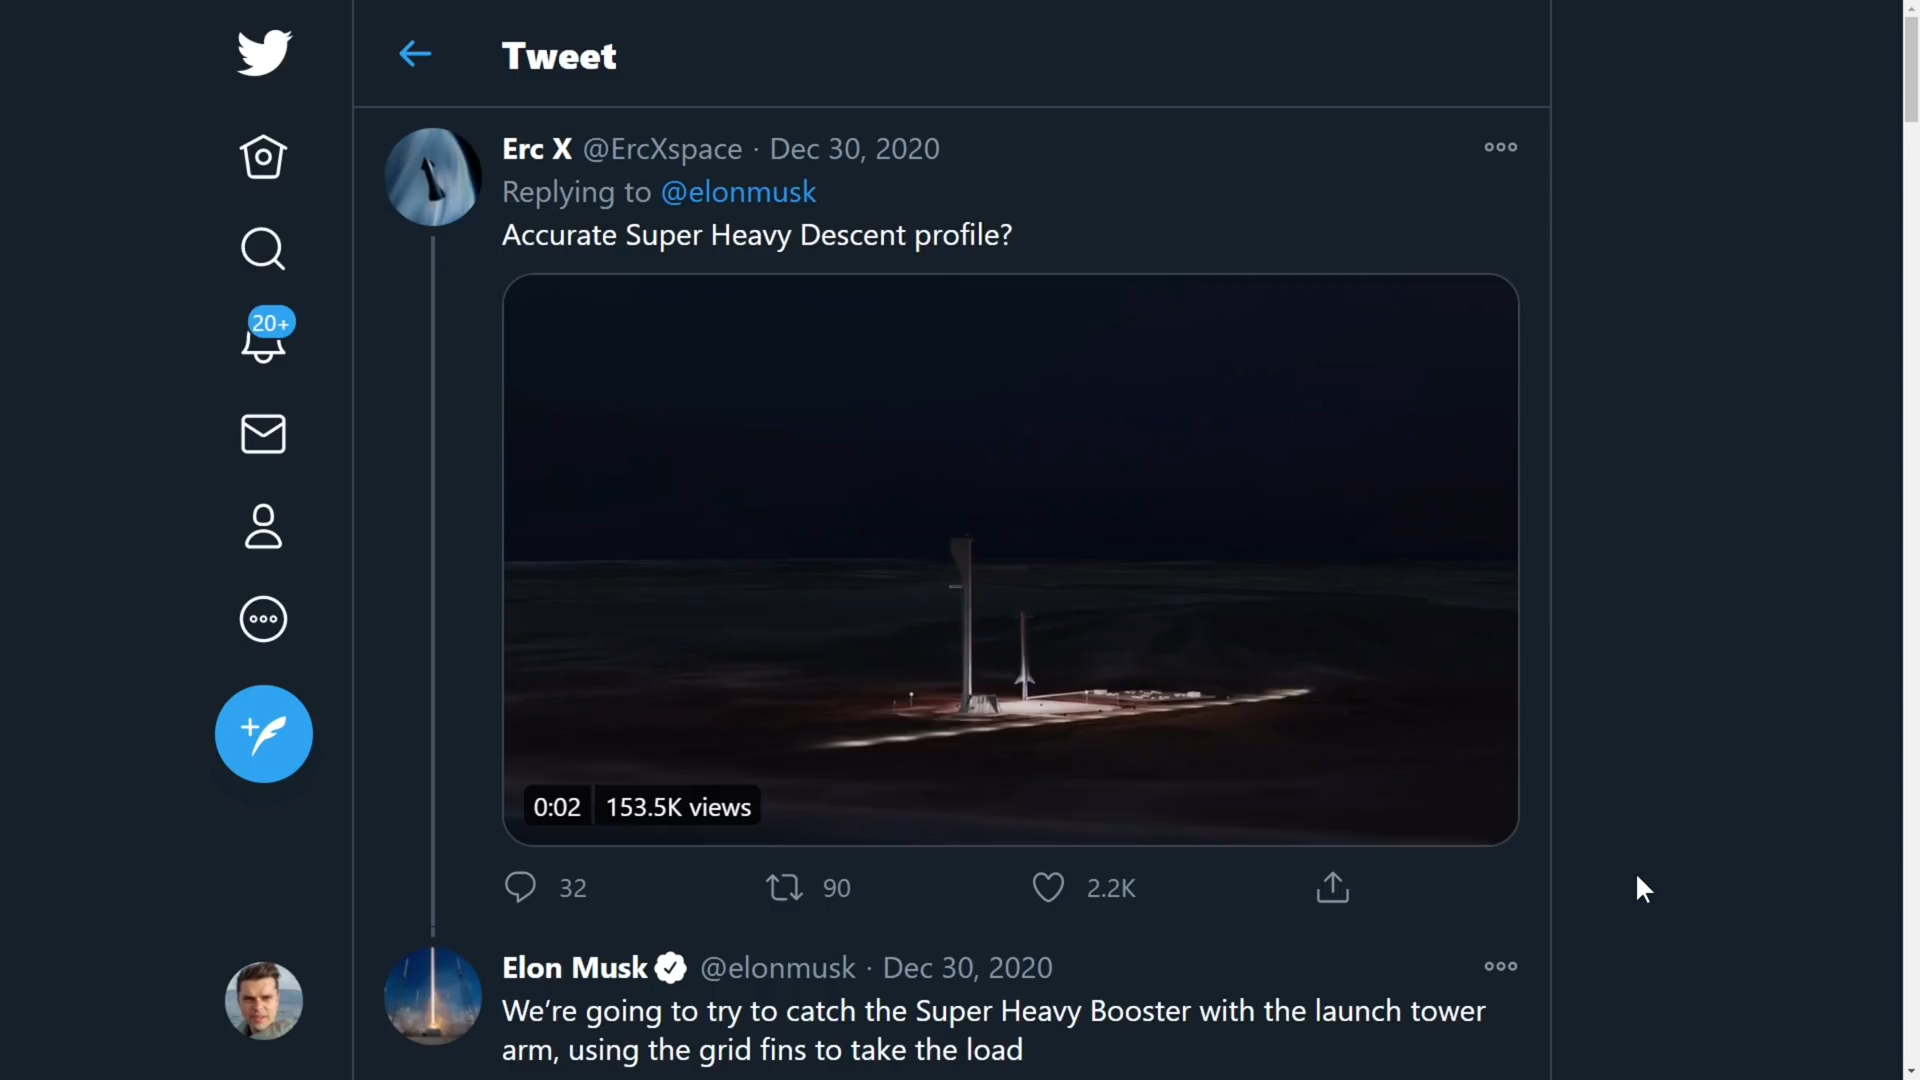 Tweet
Erc X @ErcXspace · Dec 30, 2020
Replying to @elonmusk
Accurate Super Heavy Descent profile?
20+
0:02 153.5K views
32 90 2.2K
Elon Musk @elonmusk · Dec 30, 2020
We’re going to try to catch the Super Heavy Booster with the launch tower
arm, using the grid fins to take the load